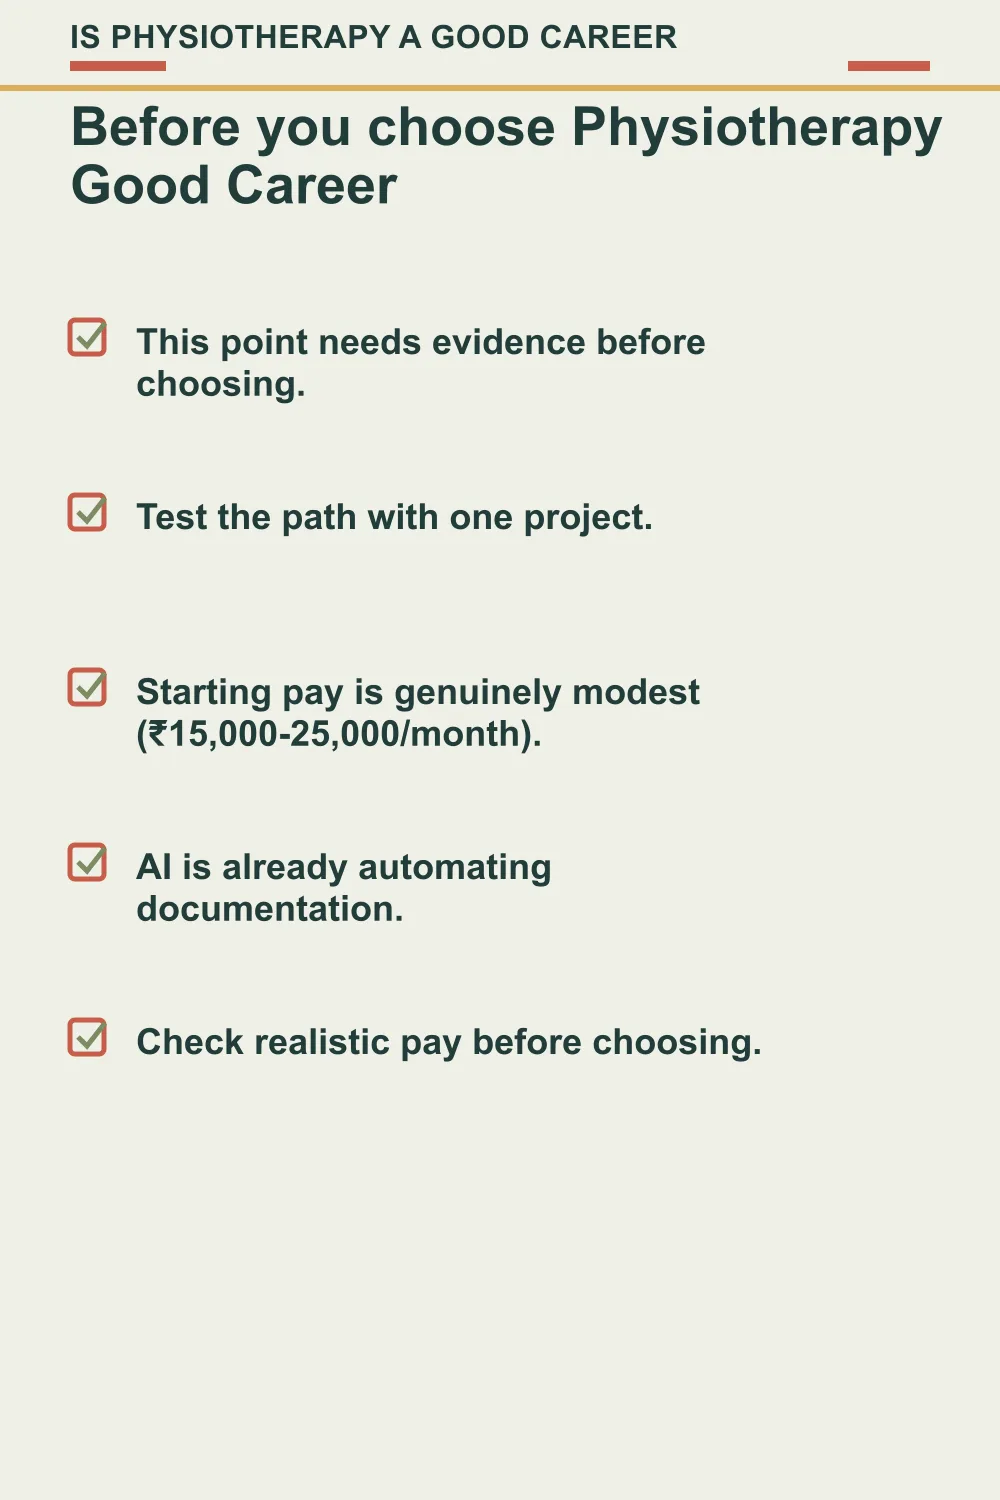 IS PHYSIOTHERAPY A GOOD CAREER
Before you choose Physiotherapy
Good Career
This point needs evidence before
choosing.
Test the path with one project.
Starting pay is genuinely modest
(₹15,000-25,000/month).
AI is already automating
documentation.
Check realistic pay before choosing.